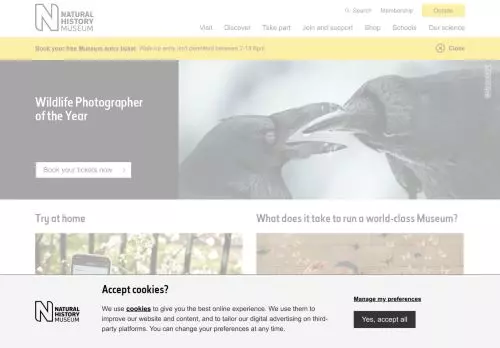 NATURAL
HISTORY
MUSEUM
Search Membership Donate
Visit Discover Take part Join and support Shop Schools Our science
Book your free Museum entry ticket. Walk-up entry isn't permitted between 2-18 April. Close
Wildlife Photographer
of the Year
Book your tickets now
Try at home
What does it take to run a world-class Museum?
Accept cookies?
Manage my preferences
NATURAL
HISTORY
MUSEUM
We use cookies to give you the best online experience. We use them to
improve our website and content, and to tailor our digital advertising on third-
party platforms. You can change your preferences at any time.
Yes, accept all